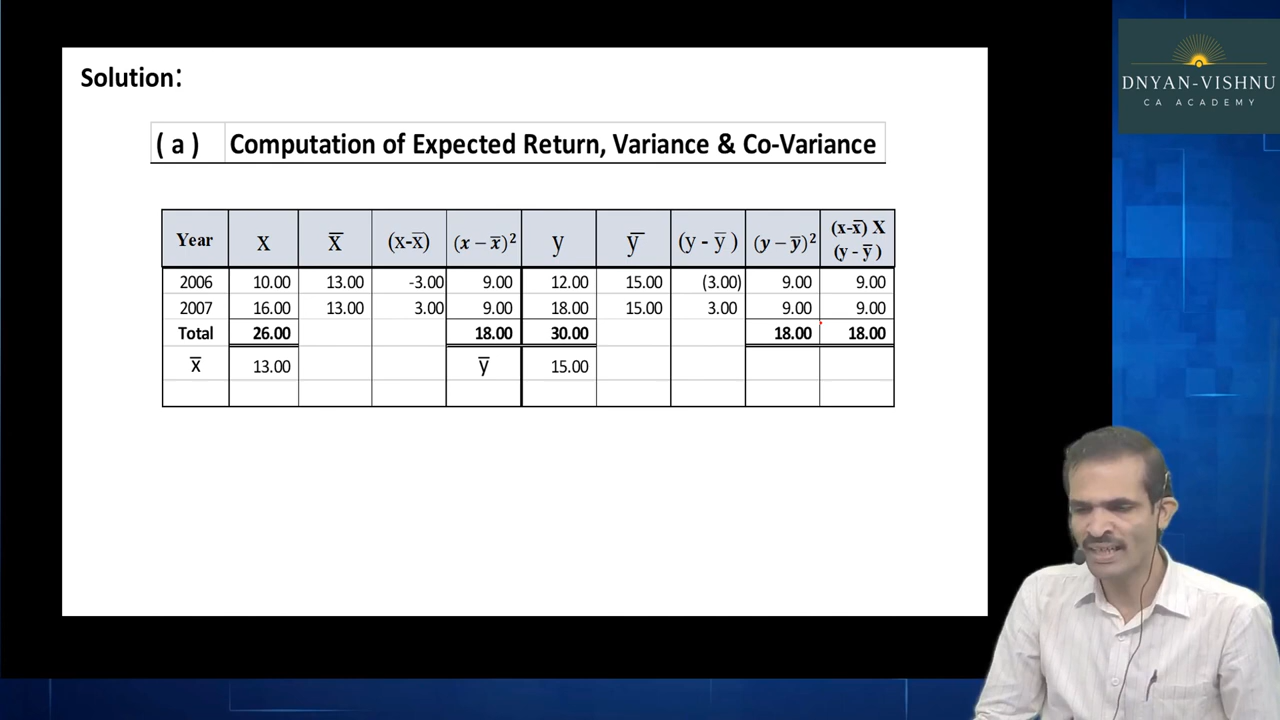 Solution:
( a ) Computation of Expected Return, Variance & Co-Variance
Year x x̅ (x-x̅) (x – x̅)² y y̅ (y - y̅ ) (y – y̅)² (x-x̅) X (y - y̅ )
2006 10.00 13.00 -3.00 9.00 12.00 15.00 (3.00) 9.00 9.00
2007 16.00 13.00 3.00 9.00 18.00 15.00 3.00 9.00 9.00
Total 26.00 18.00 30.00 18.00 18.00
x̅ 13.00 y̅ 15.00
DNYAN-VISHNU
CA ACADEMY